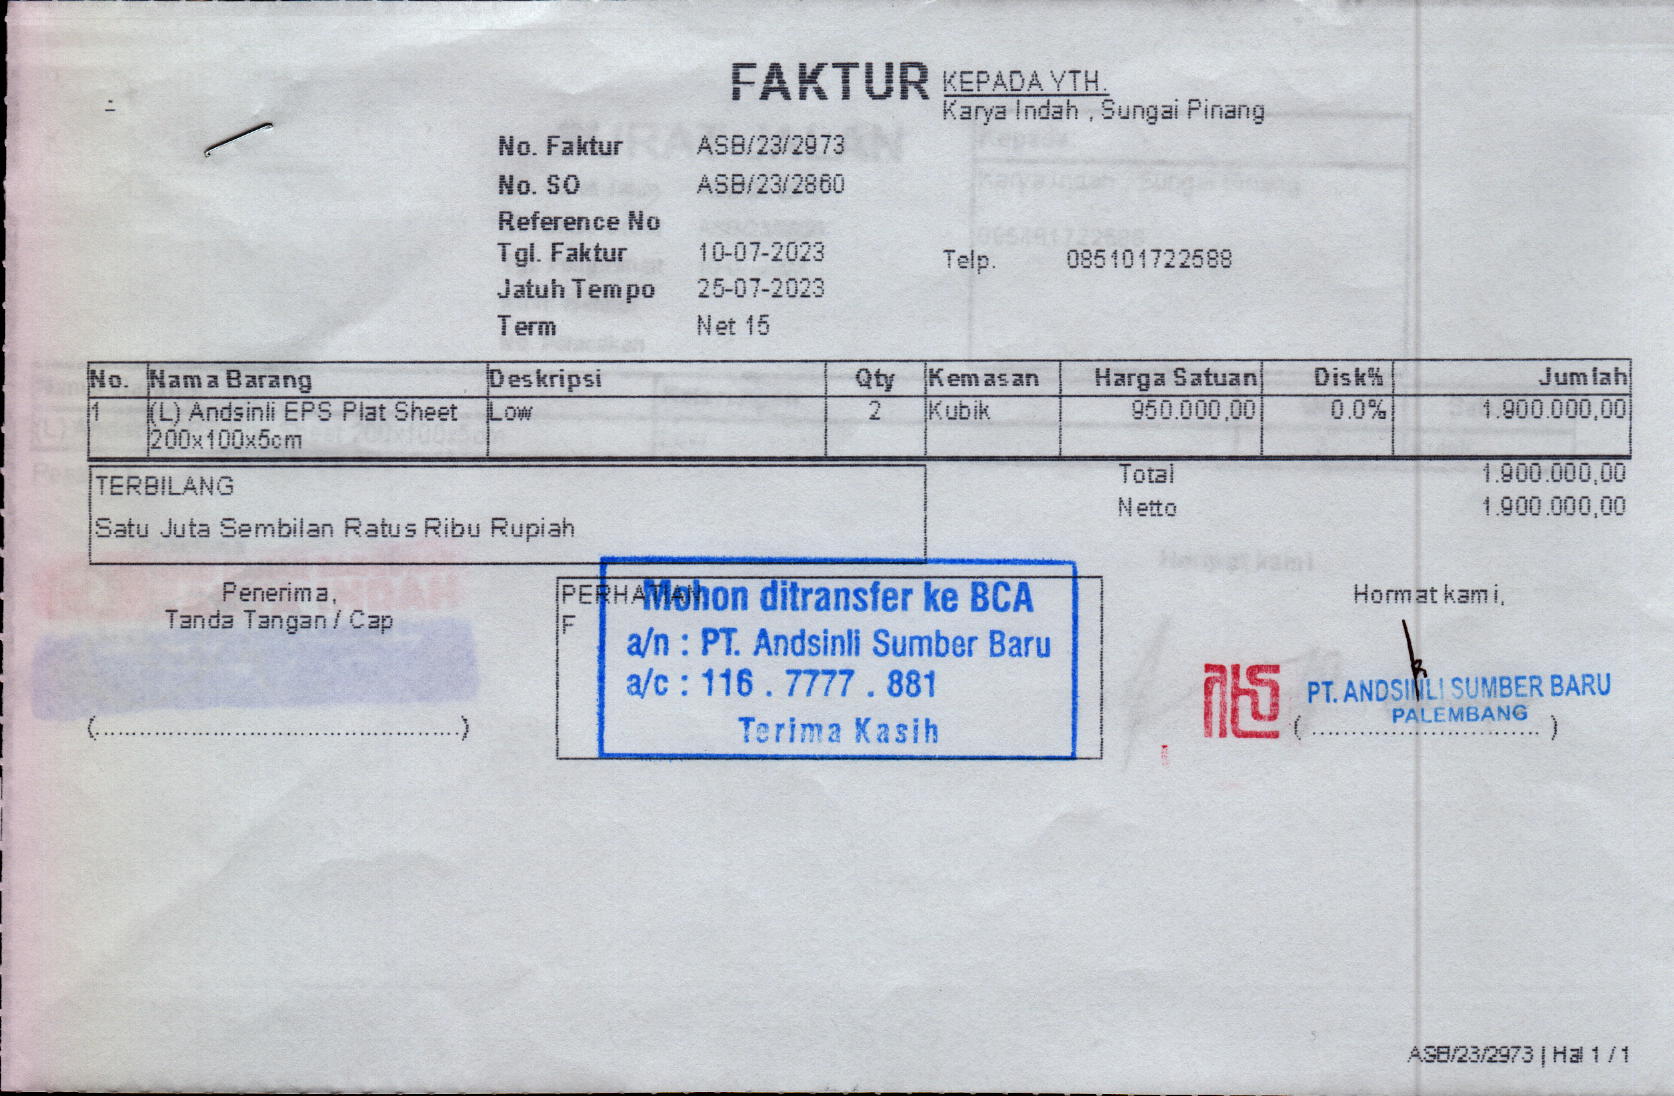 FAKTUR
KEPADA YTH.
Karya Indah , Sungai Pinang
No. Faktur ASB/23/2973
No. SO ASB/23/2860
Reference No
Tgl. Faktur 10-07-2023
Telp. 085101722588
Jatuh Tempo 25-07-2023
Term Net 15
No. Nama Barang Deskripsi Qty Kemasan Harga Satuan Disk% Jumlah
1 (L) Andsinli EPS Plat Sheet Low 2 Kubik 950.000,00 0.0% 1.900.000,00
200x100x5cm
Total 1.900.000,00
Netto 1.900.000,00
TERBILANG
Satu Juta Sembilan Ratus Ribu Rupiah
Penerima,
Tanda Tangan / Cap
(............................................................)
PERHATIAN
F
Mohon ditransfer ke BCA
a/n : PT. Andsinli Sumber Baru
a/c : 116 . 7777 . 881
Terima Kasih
Hormat kami,
PT. ANDSINLI SUMBER BARU
PALEMBANG
(..............................)
ASB/23/2973 | Hal 1 / 1